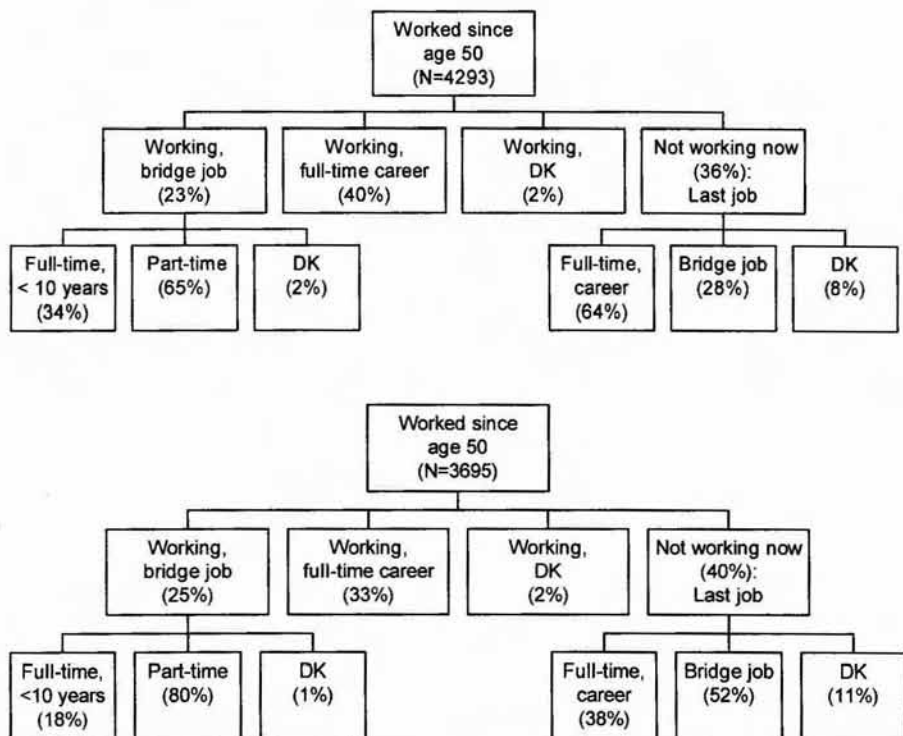 Worked since
age 50
(N=4293)
Working,
bridge job
(23%)
Working,
full-time career
(40%)
Working,
DK
(2%)
Not working now
(36%):
Last job
Full-time,
< 10 years
(34%)
Part-time
(65%)
DK
(2%)
Full-time,
career
(64%)
Bridge job
(28%)
DK
(8%)
Worked since
age 50
(N=3695)
Working,
bridge job
(25%)
Working,
full-time career
(33%)
Working,
DK
(2%)
Not working now
(40%):
Last job
Full-time,
<10 years
(18%)
Part-time
(80%)
DK
(1%)
Full-time,
career
(38%)
Bridge job
(52%)
DK
(11%)